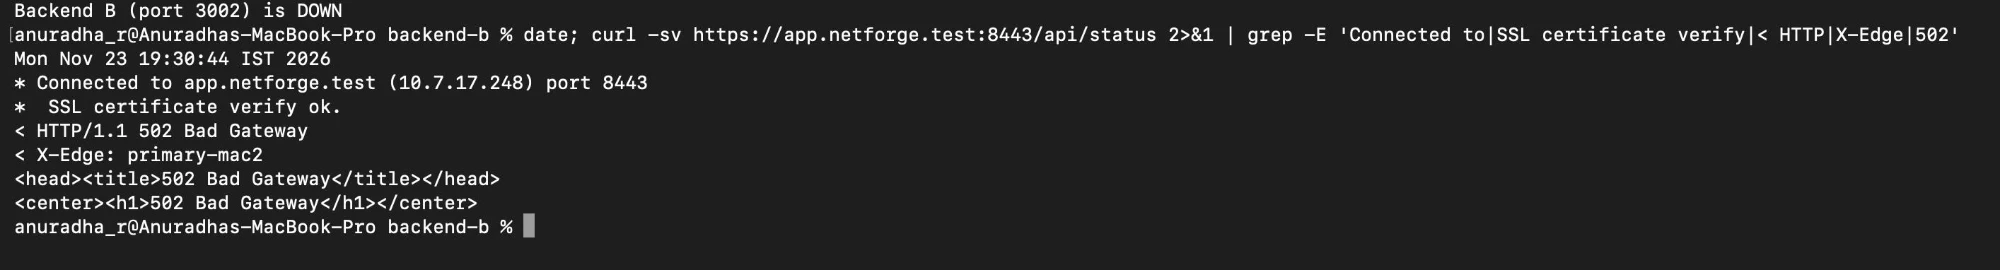 Backend B (port 3002) is DOWN
[anuradha_r@Anuradhas-MacBook-Pro backend-b % date; curl -sv https://app.netforge.test:8443/api/status 2>&1 | grep -E 'Connected to|SSL certificate verify|< HTTP|X-Edge|502'
Mon Nov 23 19:30:44 IST 2026
* Connected to app.netforge.test (10.7.17.248) port 8443
*  SSL certificate verify ok.
< HTTP/1.1 502 Bad Gateway
< X-Edge: primary-mac2
<head><title>502 Bad Gateway</title></head>
<center><h1>502 Bad Gateway</h1></center>
anuradha_r@Anuradhas-MacBook-Pro backend-b %